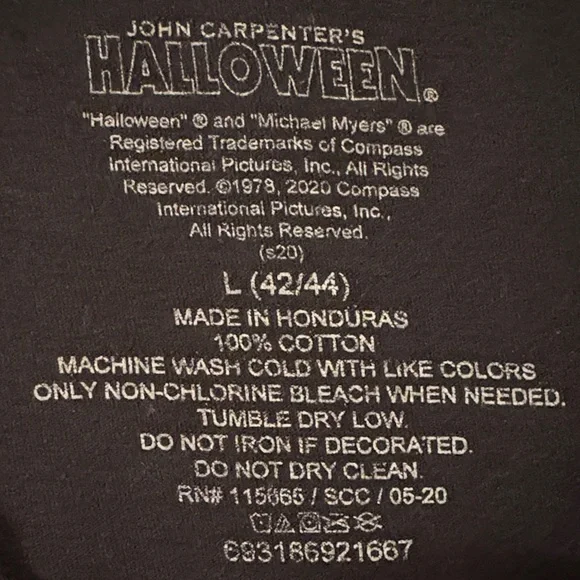 JOHN CARPENTER'S
HALLOWEEN®
"Halloween" ® and "Michael Myers" ® are
Registered Trademarks of Compass
International Pictures, Inc., All Rights
Reserved. ©1978, 2020 Compass
International Pictures, Inc.,
All Rights Reserved.
(s20)
L (42/44)
MADE IN HONDURAS
100% COTTON
MACHINE WASH COLD WITH LIKE COLORS
ONLY NON-CHLORINE BLEACH WHEN NEEDED.
TUMBLE DRY LOW.
DO NOT IRON IF DECORATED.
DO NOT DRY CLEAN.
RN# 115665 / SCC / 05-20
693186921667